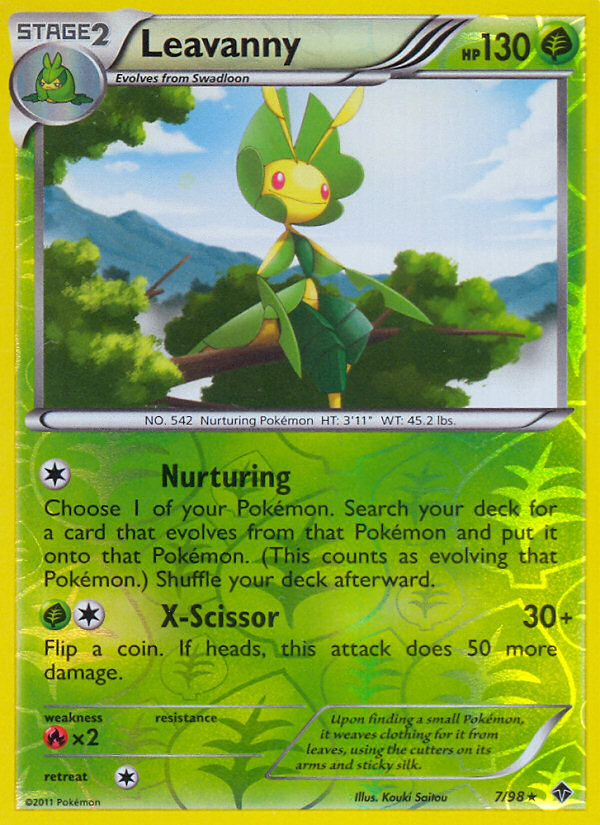 STAGE2
Leavanny
HP130
Evolves from Swadloon
NO. 542 Nurturing Pokémon HT: 3'11" WT: 45.2 lbs.
Nurturing
Choose 1 of your Pokémon. Search your deck for
a card that evolves from that Pokémon and put it
onto that Pokémon. (This counts as evolving that
Pokémon.) Shuffle your deck afterward.
X-Scissor 30+
Flip a coin. If heads, this attack does 50 more
damage.
weakness resistance
×2
retreat
Upon finding a small Pokémon,
it weaves clothing for it from
leaves, using the cutters on its
arms and sticky silk.
©2011 Pokémon
Illus. Kouki Saitou
7/98★